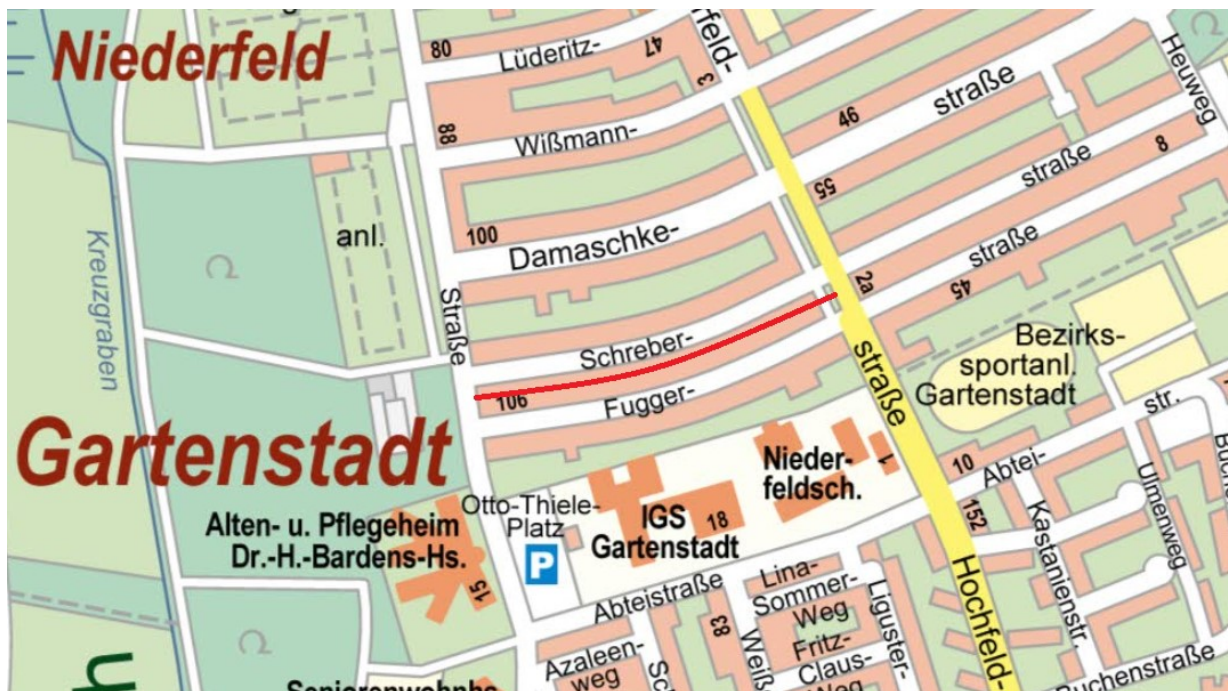 Niederfeld
80
Lüderitz-
47
3
feld-
Heuweg
88
Wißmann-
46
straße
8
straße
55
anl.
100
Damaschke-
straße
45
2a
Kreuzgraben
Straße
Schreber-
106
Fugger-
straße
Bezirks-
sportanl.
Gartenstadt
Gartenstadt
str.
Abtei-
10
1
Nieder-
feldsch.
Otto-Thiele-
Platz
P
IGS
18
Gartenstadt
Alten- u. Pflegeheim
Dr.-H.-Bardens-Hs.
15
152
Kastanienstr.
Ulmenweg
Abteistraße
83
Lina-
Sommer-
Weg
Fritz-
Claus-
Weg
Liguster-
Hochfeld-
Azaleen-
weg
Buchenstraße
Seniorenwohnhs.